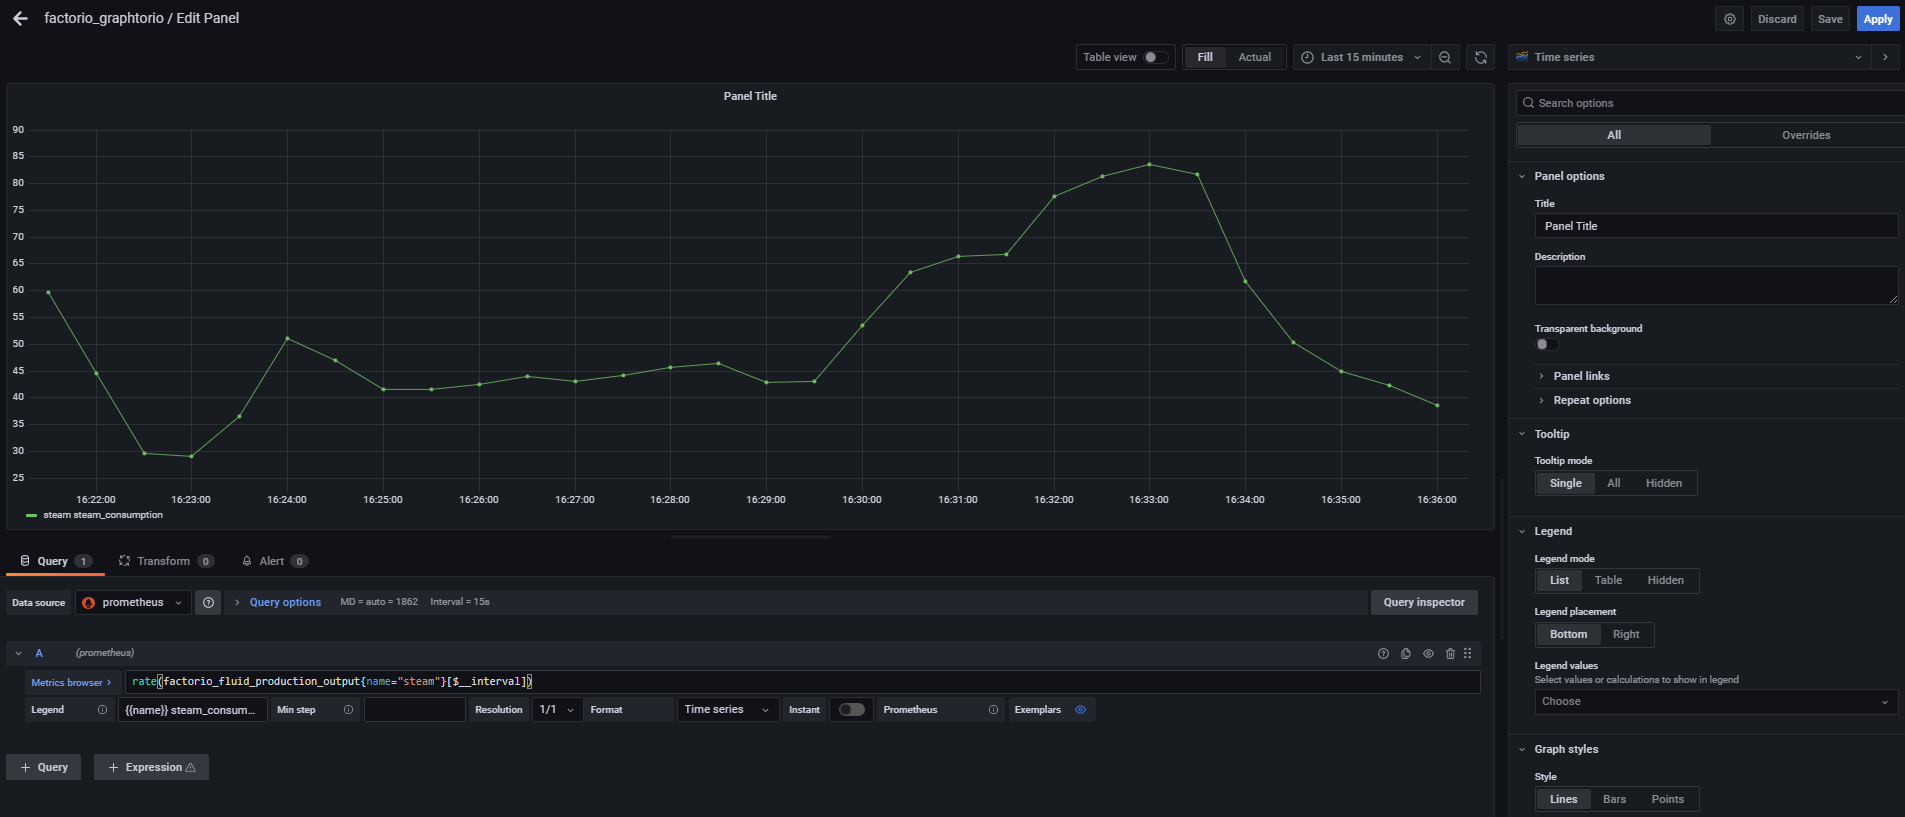 factorio_graphtorio / Edit Panel
Discard
Save
Apply
Table view
Fill
Actual
Last 15 minutes
Time series
Panel Title
90
85
80
75
70
65
60
55
50
45
40
35
30
25
16:22:00
16:23:00
16:24:00
16:25:00
16:26:00
16:27:00
16:28:00
16:29:00
16:30:00
16:31:00
16:32:00
16:33:00
16:34:00
16:35:00
16:36:00
steam steam_consumption
Query 1
Transform 0
Alert 0
Data source
prometheus
Query options
MD = auto = 1862
Interval = 15s
Query inspector
A
(prometheus)
Metrics browser >
rate(factorio_fluid_production_output{name="steam"}[$__interval])
Legend
{{name}} steam_consum...
Min step
Resolution
1/1
Format
Time series
Instant
Prometheus
Exemplars
+ Query
+ Expression
Search options
All
Overrides
Panel options
Title
Panel Title
Description
Transparent background
Panel links
Repeat options
Tooltip
Tooltip mode
Single
All
Hidden
Legend
Legend mode
List
Table
Hidden
Legend placement
Bottom
Right
Legend values
Select values or calculations to show in legend
Choose
Graph styles
Style
Lines
Bars
Points